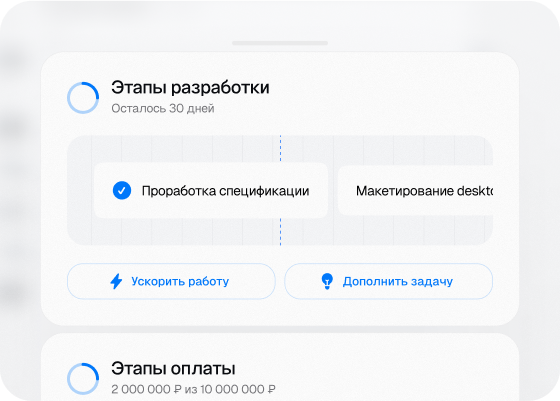 Этапы разработки
Осталось 30 дней
Проработка спецификации
Макетирование deskto
Ускорить работу
Дополнить задачу
Этапы оплаты
2 000 000 ₽ из 10 000 000 ₽